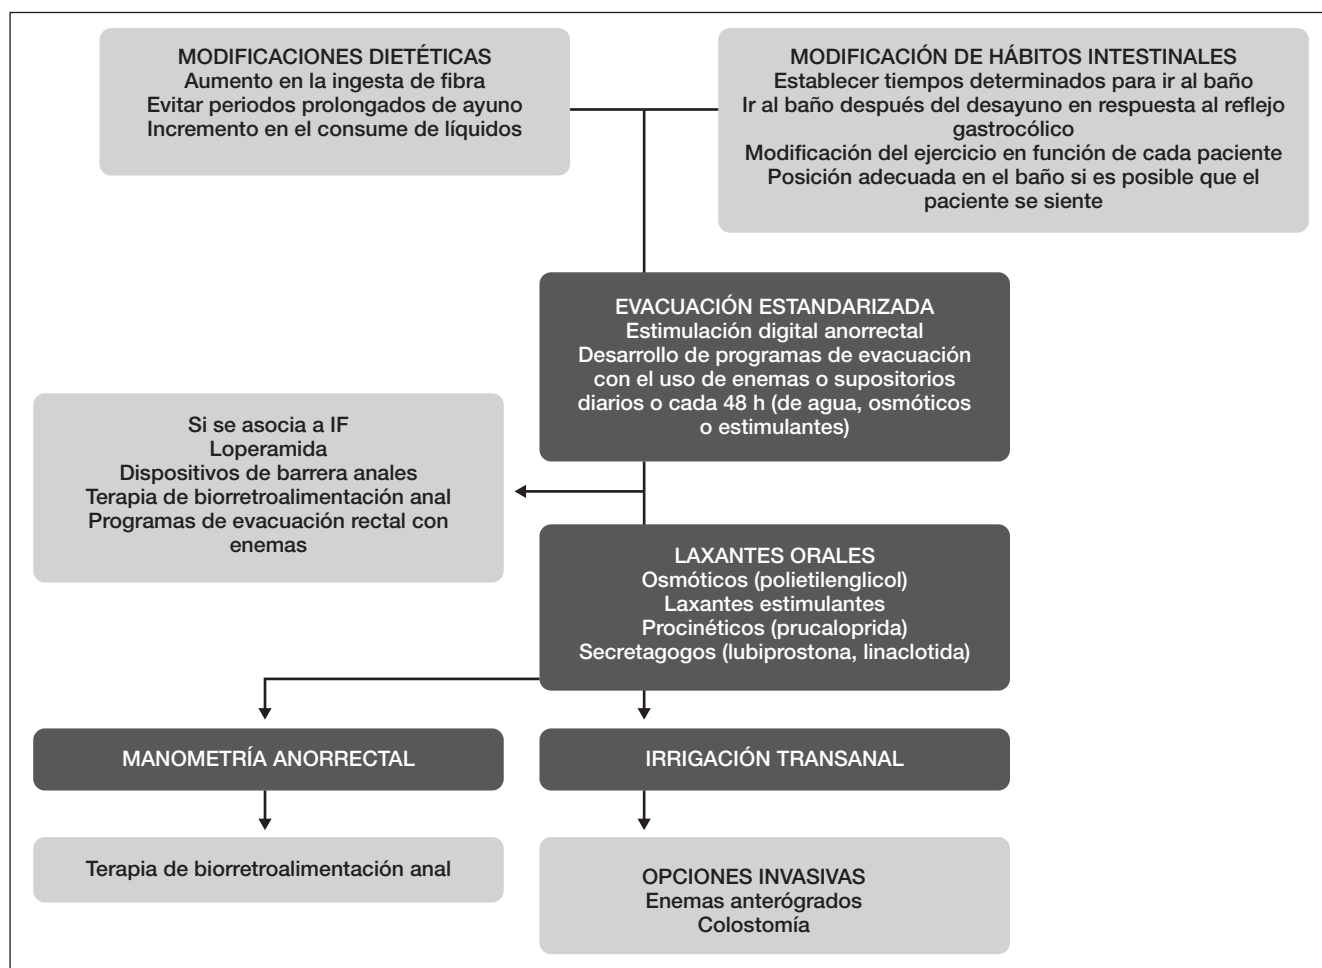 MODIFICACIONES DIETÉTICAS
Aumento en la ingesta de fibra
Evitar periodos prolongados de ayuno
Incremento en el consume de líquidos
MODIFICACIÓN DE HÁBITOS INTESTINALES
Establecer tiempos determinados para ir al baño
Ir al baño después del desayuno en respuesta al reflejo
gastrocólico
Modificación del ejercicio en función de cada paciente
Posición adecuada en el baño si es posible que el
paciente se siente
EVACUACIÓN ESTANDARIZADA
Estimulación digital anorrectal
Desarrollo de programas de evacuación
con el uso de enemas o supositorios
diarios o cada 48 h (de agua, osmóticos
o estimulantes)
Si se asocia a IF
Loperamida
Dispositivos de barrera anales
Terapia de biorretroalimentación anal
Programas de evacuación rectal con
enemas
LAXANTES ORALES
Osmóticos (polietilenglicol)
Laxantes estimulantes
Procinéticos (prucaloprida)
Secretagogos (lubiprostona, linaclotida)
MANOMETRÍA ANORRECTAL
IRRIGACIÓN TRANSANAL
Terapia de biorretroalimentación anal
OPCIONES INVASIVAS
Enemas anterógrados
Colostomía